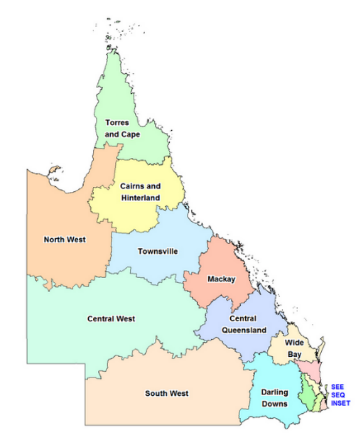 Torres
and Cape
Cairns and
Hinterland
North West
Townsville
Mackay
Central West
Central
Queensland
Wide
Bay
South West
Darling
Downs
SEE
SEQ
INSET